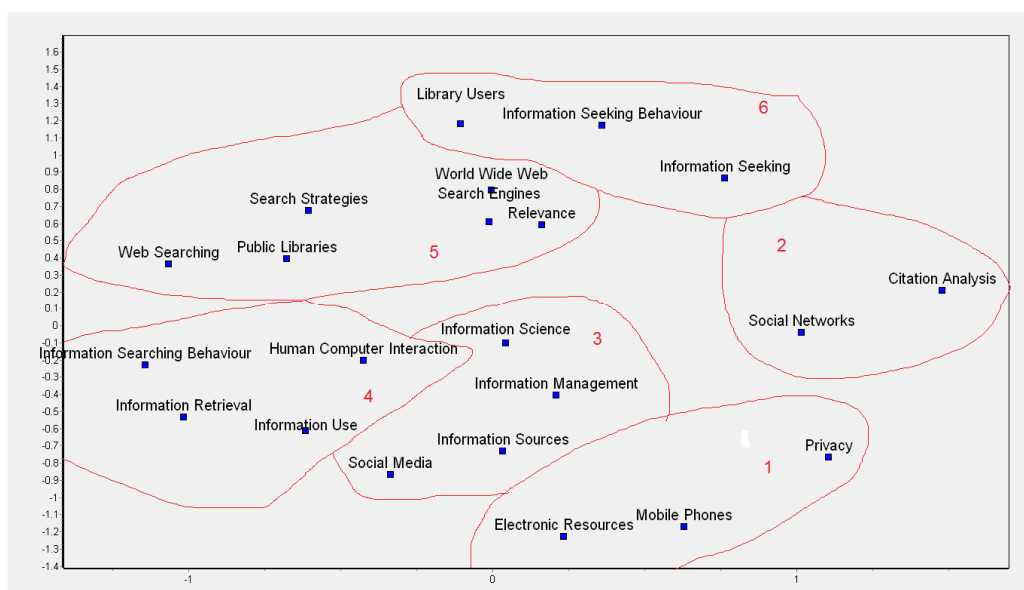 1.6
1.5
1.4
1.3
1.2
1.1
1
0.9
0.8
0.7
0.6
0.5
0.4
0.3
0.2
0.1
0
-0.1
-0.2
-0.3
-0.4
-0.5
-0.6
-0.7
-0.8
-0.9
-1
-1.1
-1.2
-1.3
-1.4
Library Users
6
Information Seeking Behaviour
Information Seeking
World Wide Web
Search Engines
Search Strategies
Relevance
Public Libraries
Web Searching
5
2
Citation Analysis
Social Networks
Information Science
3
Human Computer Interaction
Information Searching Behaviour
Information Management
4
Information Retrieval
Information Use
Information Sources
Privacy
Social Media
1
Mobile Phones
Electronic Resources
-1
0
1